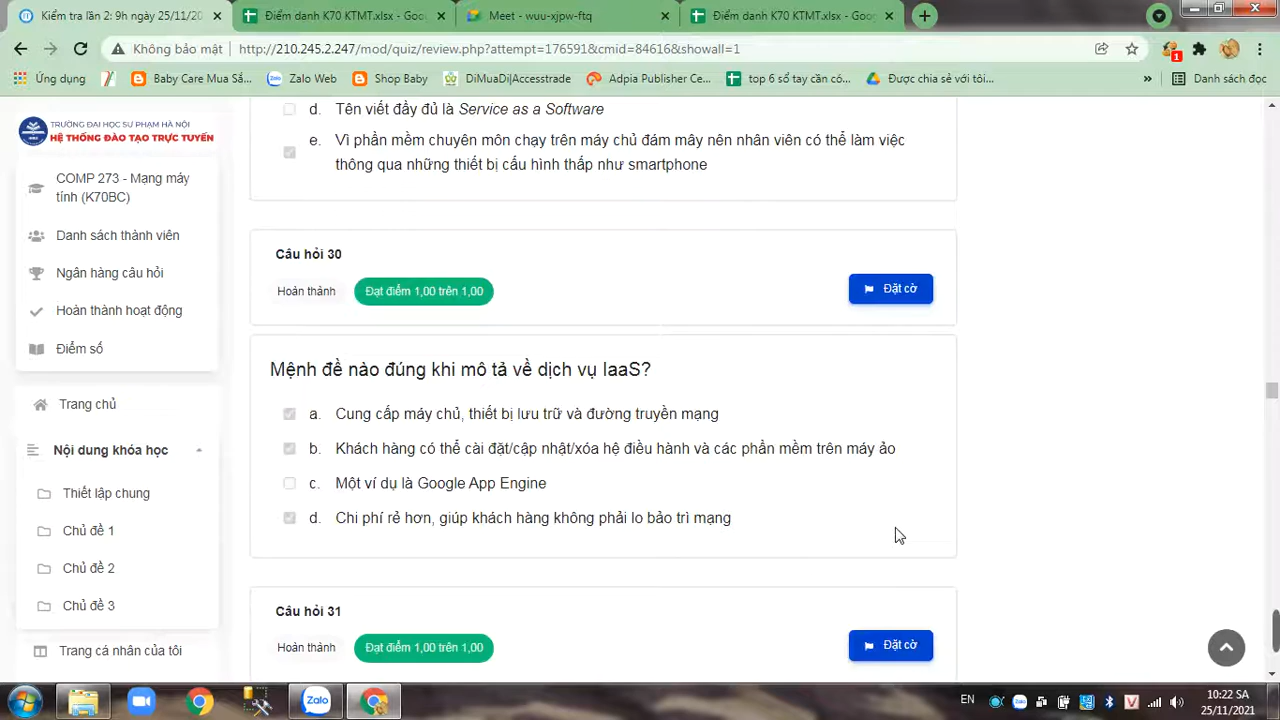 Kiểm tra lần 2: 9h ngày 25/11/20
Điểm danh K70 KTMT.xlsx - Goog
Meet - wuu-xjpw-ftq
Điểm danh K70 KTMT.xlsx - Goog
Không bảo mật
http://210.245.2.247/mod/quiz/review.php?attempt=176591&cmid=84616&showall=1
1
Ứng dụng
Baby Care Mua Sắ...
Zalo Web
Shop Baby
DiMuaDijAccesstrade
Adpia Publisher Ce...
top 6 sổ tay cần có...
Được chia sẻ với tôi...
»
Danh sách đọc
TRƯỜNG ĐẠI HỌC SƯ PHẠM HÀ NỘI
HỆ THỐNG ĐÀO TẠO TRỰC TUYẾN
COMP 273 - Mạng máy
tính (K70BC)
Danh sách thành viên
Ngân hàng câu hỏi
Hoàn thành hoạt động
Điểm số
Trang chủ
Nội dung khóa học
Thiết lập chung
Chủ đề 1
Chủ đề 2
Chủ đề 3
Trang cá nhân của tôi
d. Tên viết đầy đủ là Service as a Software
e. Vì phần mềm chuyên môn chạy trên máy chủ đám mây nên nhân viên có thể làm việc
thông qua những thiết bị cấu hình thấp như smartphone
Câu hỏi 30
Hoàn thành
Đạt điểm 1,00 trên 1,00
Đặt cờ
Mệnh đề nào đúng khi mô tả về dịch vụ IaaS?
a. Cung cấp máy chủ, thiết bị lưu trữ và đường truyền mạng
b. Khách hàng có thể cài đặt/cập nhật/xóa hệ điều hành và các phần mềm trên máy ảo
c. Một ví dụ là Google App Engine
d. Chi phí rẻ hơn, giúp khách hàng không phải lo bảo trì mạng
Câu hỏi 31
Hoàn thành
Đạt điểm 1,00 trên 1,00
Đặt cờ
Zalo
EN
V
10:22 SA
25/11/2021